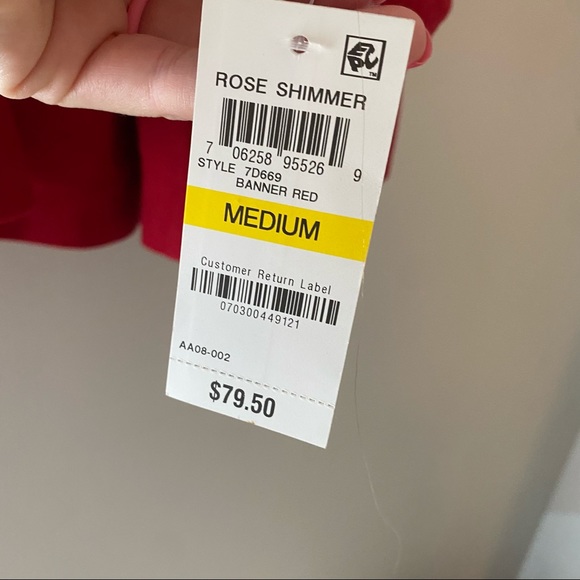 EPC™
ROSE SHIMMER
7 06258 95526 9
STYLE 7D669
BANNER RED
MEDIUM
Customer Return Label
070300449121
AA08-002
$79.50